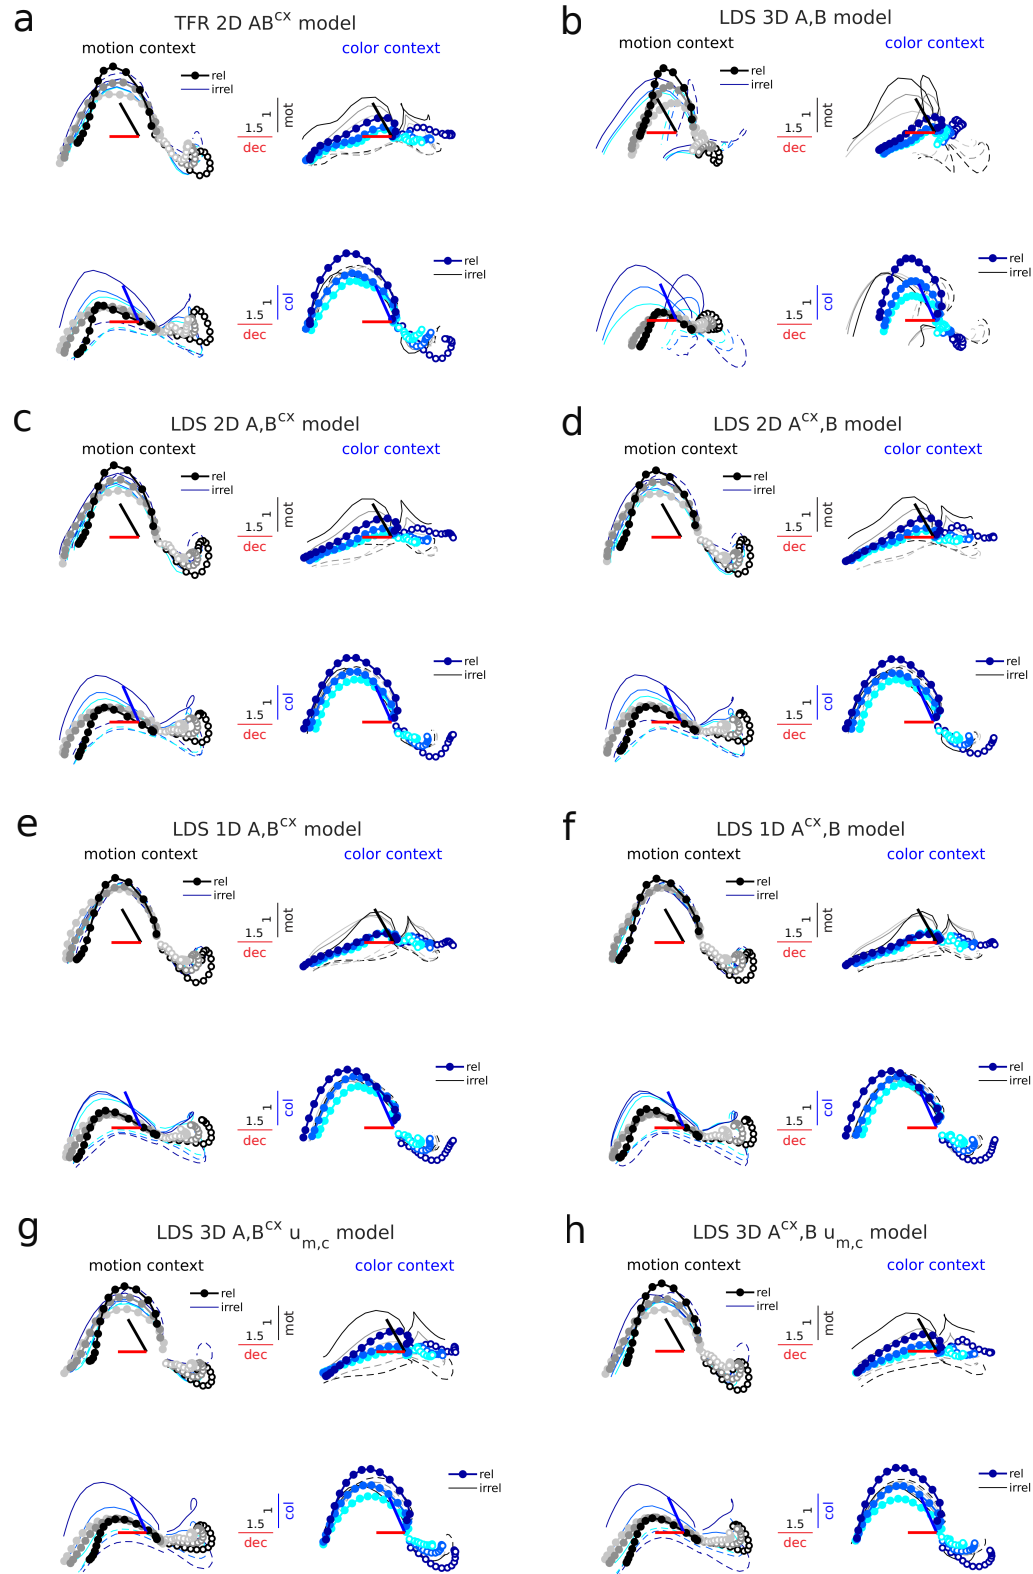 a
TFR 2D AB^cx model
motion context
color context
rel
irrel
1
mot
1.5
dec
1
col
1.5
dec
rel
irrel
b
LDS 3D A,B model
motion context
color context
rel
irrel
1
mot
1.5
dec
1
col
1.5
dec
rel
irrel
c
LDS 2D A,B^cx model
motion context
color context
rel
irrel
1
mot
1.5
dec
1
col
1.5
dec
rel
irrel
d
LDS 2D A^cx,B model
motion context
color context
rel
irrel
1
mot
1.5
dec
1
col
1.5
dec
rel
irrel
e
LDS 1D A,B^cx model
motion context
color context
rel
irrel
1
mot
1.5
dec
1
col
1.5
dec
rel
irrel
f
LDS 1D A^cx,B model
motion context
color context
rel
irrel
1
mot
1.5
dec
1
col
1.5
dec
rel
irrel
g
LDS 3D A,B^cx u_m,c model
motion context
color context
rel
irrel
1
mot
1.5
dec
1
col
1.5
dec
rel
irrel
h
LDS 3D A^cx,B u_m,c model
motion context
color context
rel
irrel
1
mot
1.5
dec
1
col
1.5
dec
rel
irrel